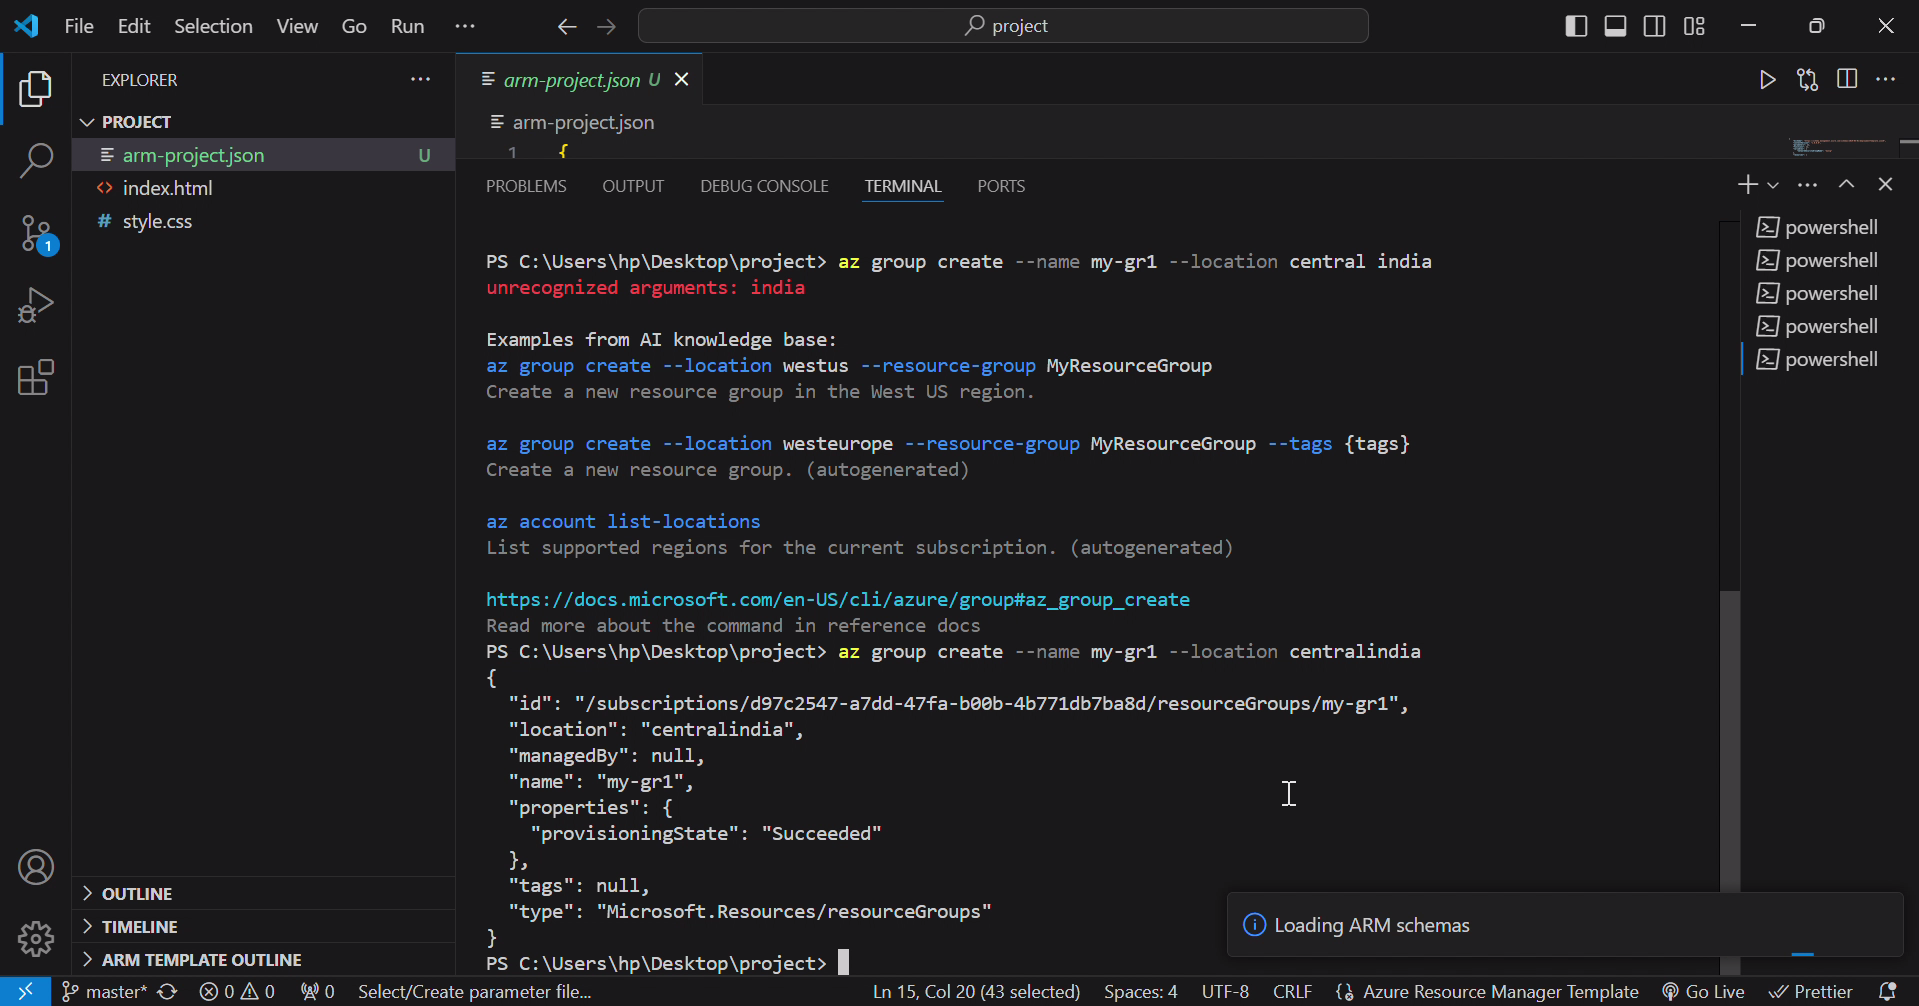 File Edit Selection View Go Run ···
project
EXPLORER ···
PROJECT
arm-project.json U
<> index.html
# style.css
OUTLINE
TIMELINE
ARM TEMPLATE OUTLINE
1
arm-project.json U
arm-project.json
1 {
PROBLEMS OUTPUT DEBUG CONSOLE TERMINAL PORTS
PS C:\Users\hp\Desktop\project> az group create --name my-gr1 --location central india
unrecognized arguments: india
Examples from AI knowledge base:
az group create --location westus --resource-group MyResourceGroup
Create a new resource group in the West US region.
az group create --location westeurope --resource-group MyResourceGroup --tags {tags}
Create a new resource group. (autogenerated)
az account list-locations
List supported regions for the current subscription. (autogenerated)
https://docs.microsoft.com/en-US/cli/azure/group#az_group_create
Read more about the command in reference docs
PS C:\Users\hp\Desktop\project> az group create --name my-gr1 --location centralindia
{
"id": "/subscriptions/d97c2547-a7dd-47fa-b00b-4b771db7ba8d/resourceGroups/my-gr1",
"location": "centralindia",
"managedBy": null,
"name": "my-gr1",
"properties": {
"provisioningState": "Succeeded"
},
"tags": null,
"type": "Microsoft.Resources/resourceGroups"
}
PS C:\Users\hp\Desktop\project>
powershell
powershell
powershell
powershell
powershell
Loading ARM schemas
master* 0 0 0 Select/Create parameter file... Ln 15, Col 20 (43 selected) Spaces: 4 UTF-8 CRLF Azure Resource Manager Template Go Live Prettier